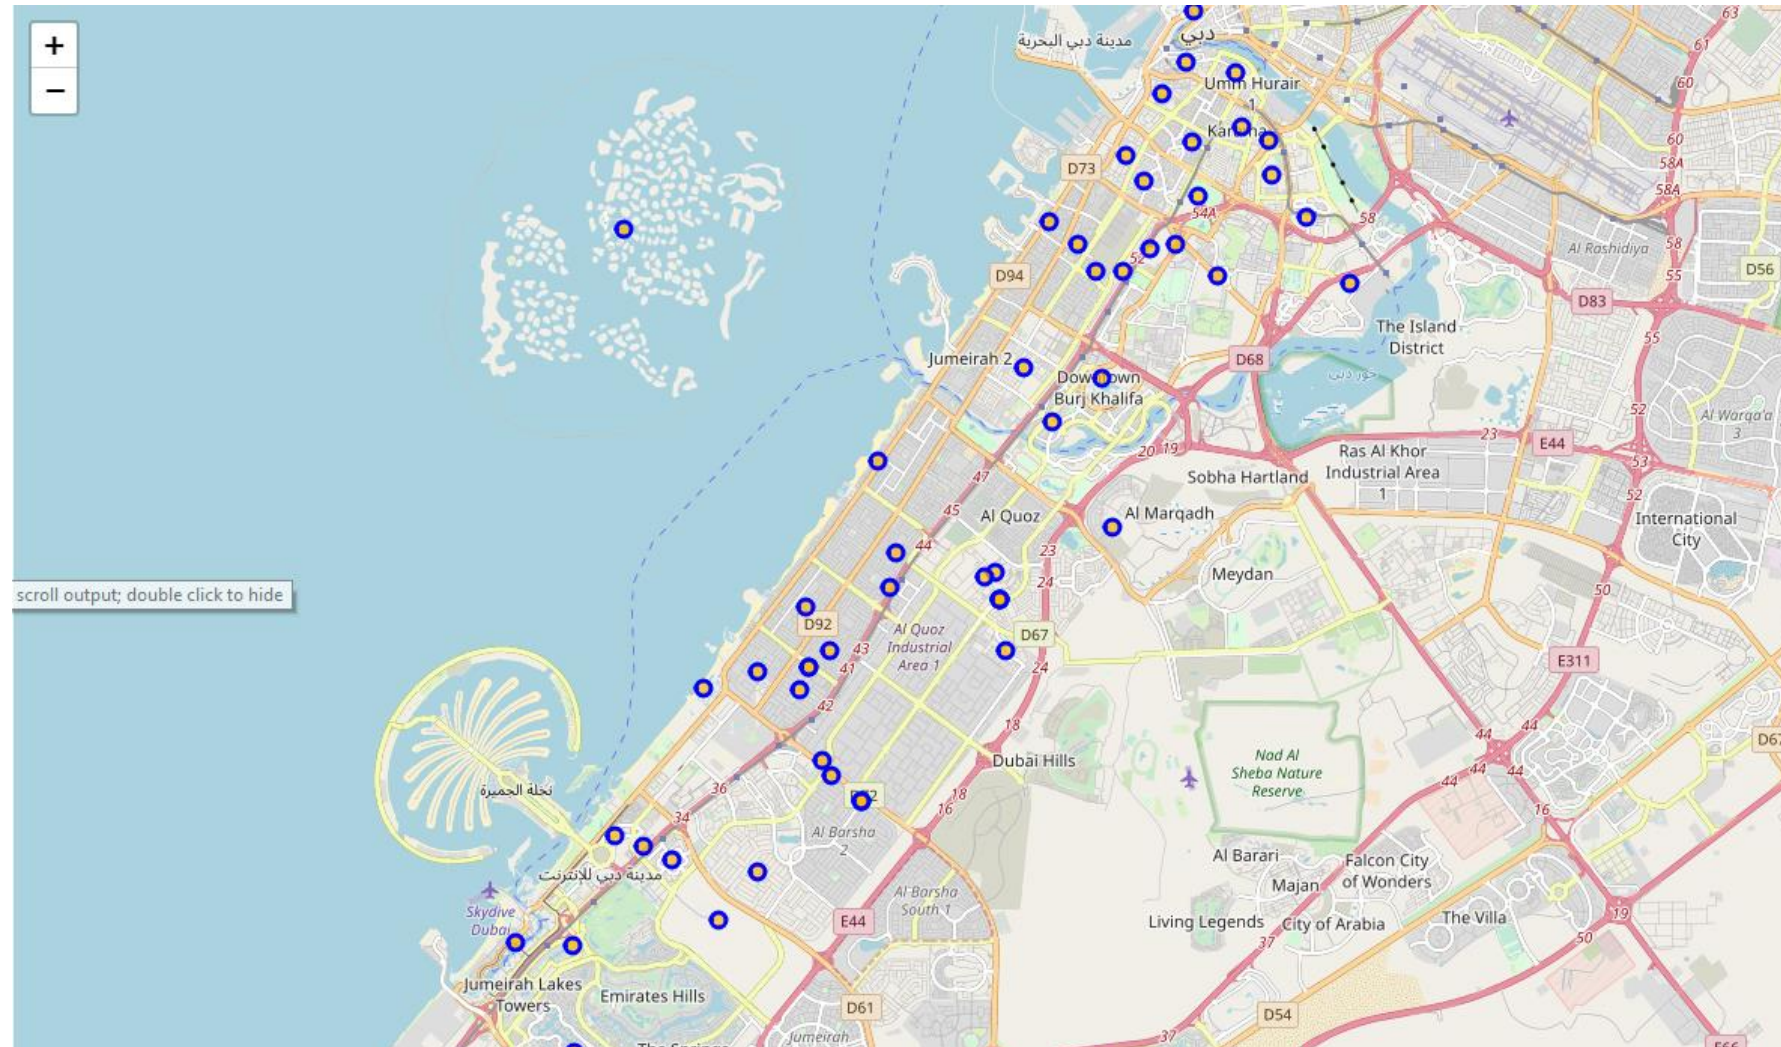 +
−
مدينة دبي البحرية
دبي
63
61
60
Umm Hurair
1
60
58A
58A
D73
54A
58
Al Rashidiya
58
52
D94
55
D56
D83
The Island
District
55
Jumeirah 2
D68
Downtown
Burj Khalifa
خور دبي
52
Al Warqa'a
3
23
E44
20
19
Ras Al Khor
Industrial Area
1
53
47
Sobha Hartland
52
45
Al Quoz
Al Marqadh
International
City
44
23
24
Meydan
50
scroll output; double click to hide
D92
Al Quoz
Industrial
Area 1
D67
43
41
24
E311
42
18
44
44
D67
Dubai Hills
Nad Al
Sheba Nature
Reserve
44
44
44
36
نخلة الجميرة
18
16
16
34
Al Barsha
2
Al Barari
Falcon City
of Wonders
مدينة دبي للإنترنت
Majan
Skydive
Dubai
Al Barsha
South 1
E44
Living Legends
City of Arabia
The Villa
19
37
50
Jumeirah Lakes
Towers
Emirates Hills
D61
D54
37
Jumeirah